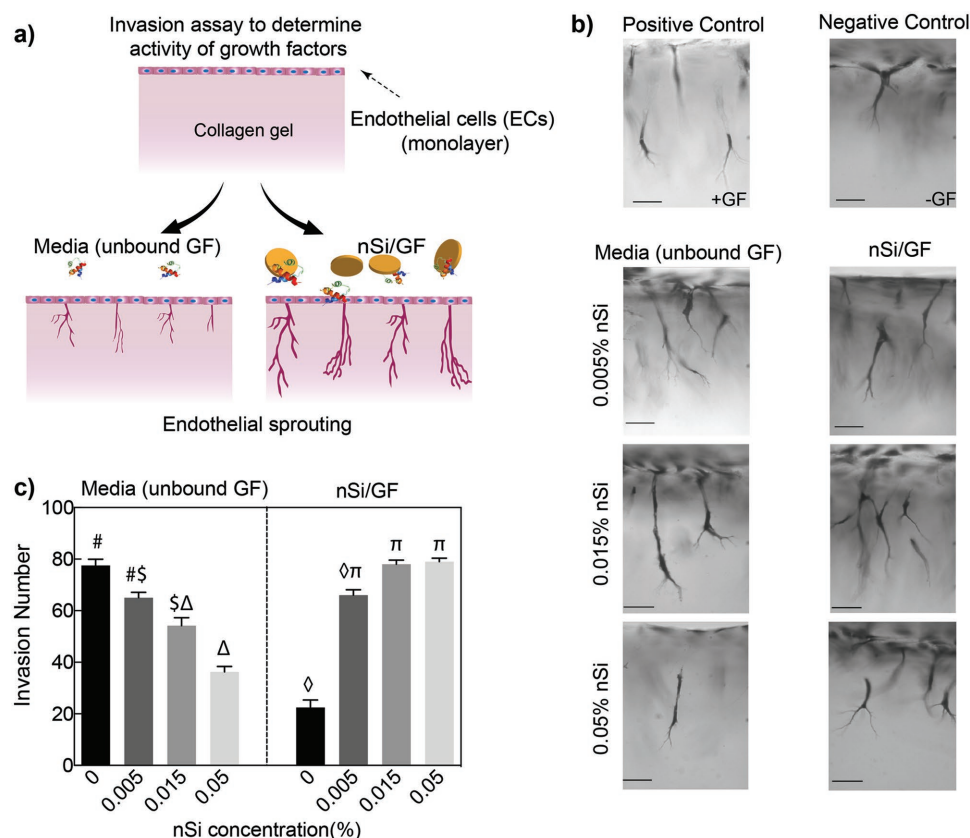 a)
Invasion assay to determine
activity of growth factors
Collagen gel
Endothelial cells (ECs)
(monolayer)
Media (unbound GF)
nSi/GF
Endothelial sprouting
b)
Positive Control
Negative Control
+GF
-GF
Media (unbound GF)
nSi/GF
0.005% nSi
0.015% nSi
0.05% nSi
c)
Media (unbound GF)
nSi/GF
Invasion Number
100
80
60
40
20
0
#
#$
$Δ
Δ
◊
◊π
π
π
0
0.005
0.015
0.05
0
0.005
0.015
0.05
nSi concentration(%)